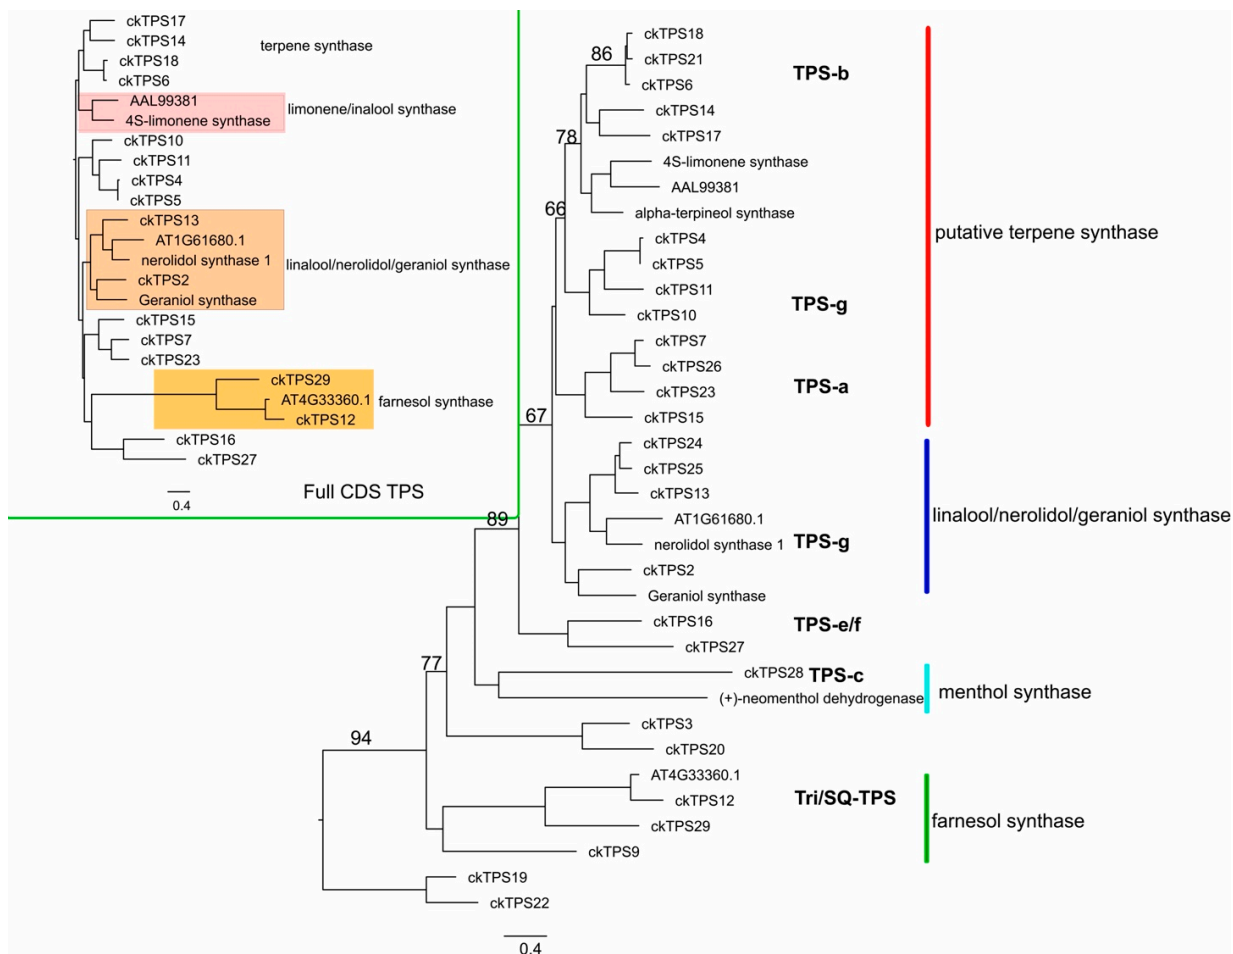 ckTPS17
ckTPS14
terpene synthase
ckTPS18
ckTPS6
AAL99381
limonene/inalool synthase
4S-limonene synthase
ckTPS10
ckTPS11
ckTPS4
ckTPS5
ckTPS13
AT1G61680.1
nerolidol synthase 1
linalool/nerolidol/geraniol synthase
ckTPS2
Geraniol synthase
ckTPS15
ckTPS7
ckTPS23
ckTPS29
AT4G33360.1
farnesol synthase
ckTPS12
ckTPS16
ckTPS27
0.4
Full CDS TPS
ckTPS18
86
ckTPS21
TPS-b
ckTPS6
ckTPS14
78
ckTPS17
4S-limonene synthase
AAL99381
66
alpha-terpineol synthase
putative terpene synthase
ckTPS4
ckTPS5
ckTPS11
TPS-g
ckTPS10
ckTPS7
ckTPS26
TPS-a
ckTPS23
67
ckTPS15
ckTPS24
ckTPS25
ckTPS13
89
AT1G61680.1
linalool/nerolidol/geraniol synthase
nerolidol synthase 1
TPS-g
ckTPS2
Geraniol synthase
ckTPS16
TPS-e/f
ckTPS27
77
ckTPS28
TPS-c
(+)-neomenthol dehydrogenase
menthol synthase
ckTPS3
94
ckTPS20
AT4G33360.1
ckTPS12
Tri/SQ-TPS
ckTPS29
farnesol synthase
ckTPS9
ckTPS19
ckTPS22
0.4